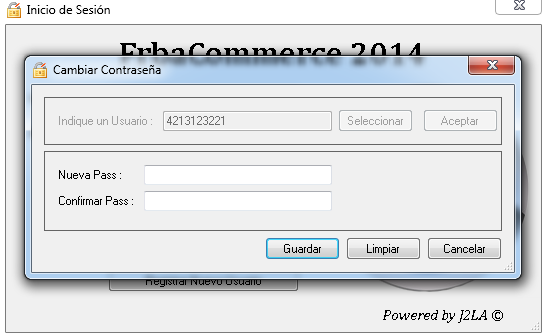 Inicio de Sesión
FrbaCommerce 2014
Cambiar Contraseña
Indique un Usuario : 4213123221 Seleccionar Aceptar
Nueva Pass :
Confirmar Pass :
Guardar Limpiar Cancelar
Registrar Nuevo Usuario
Powered by J2LA ©